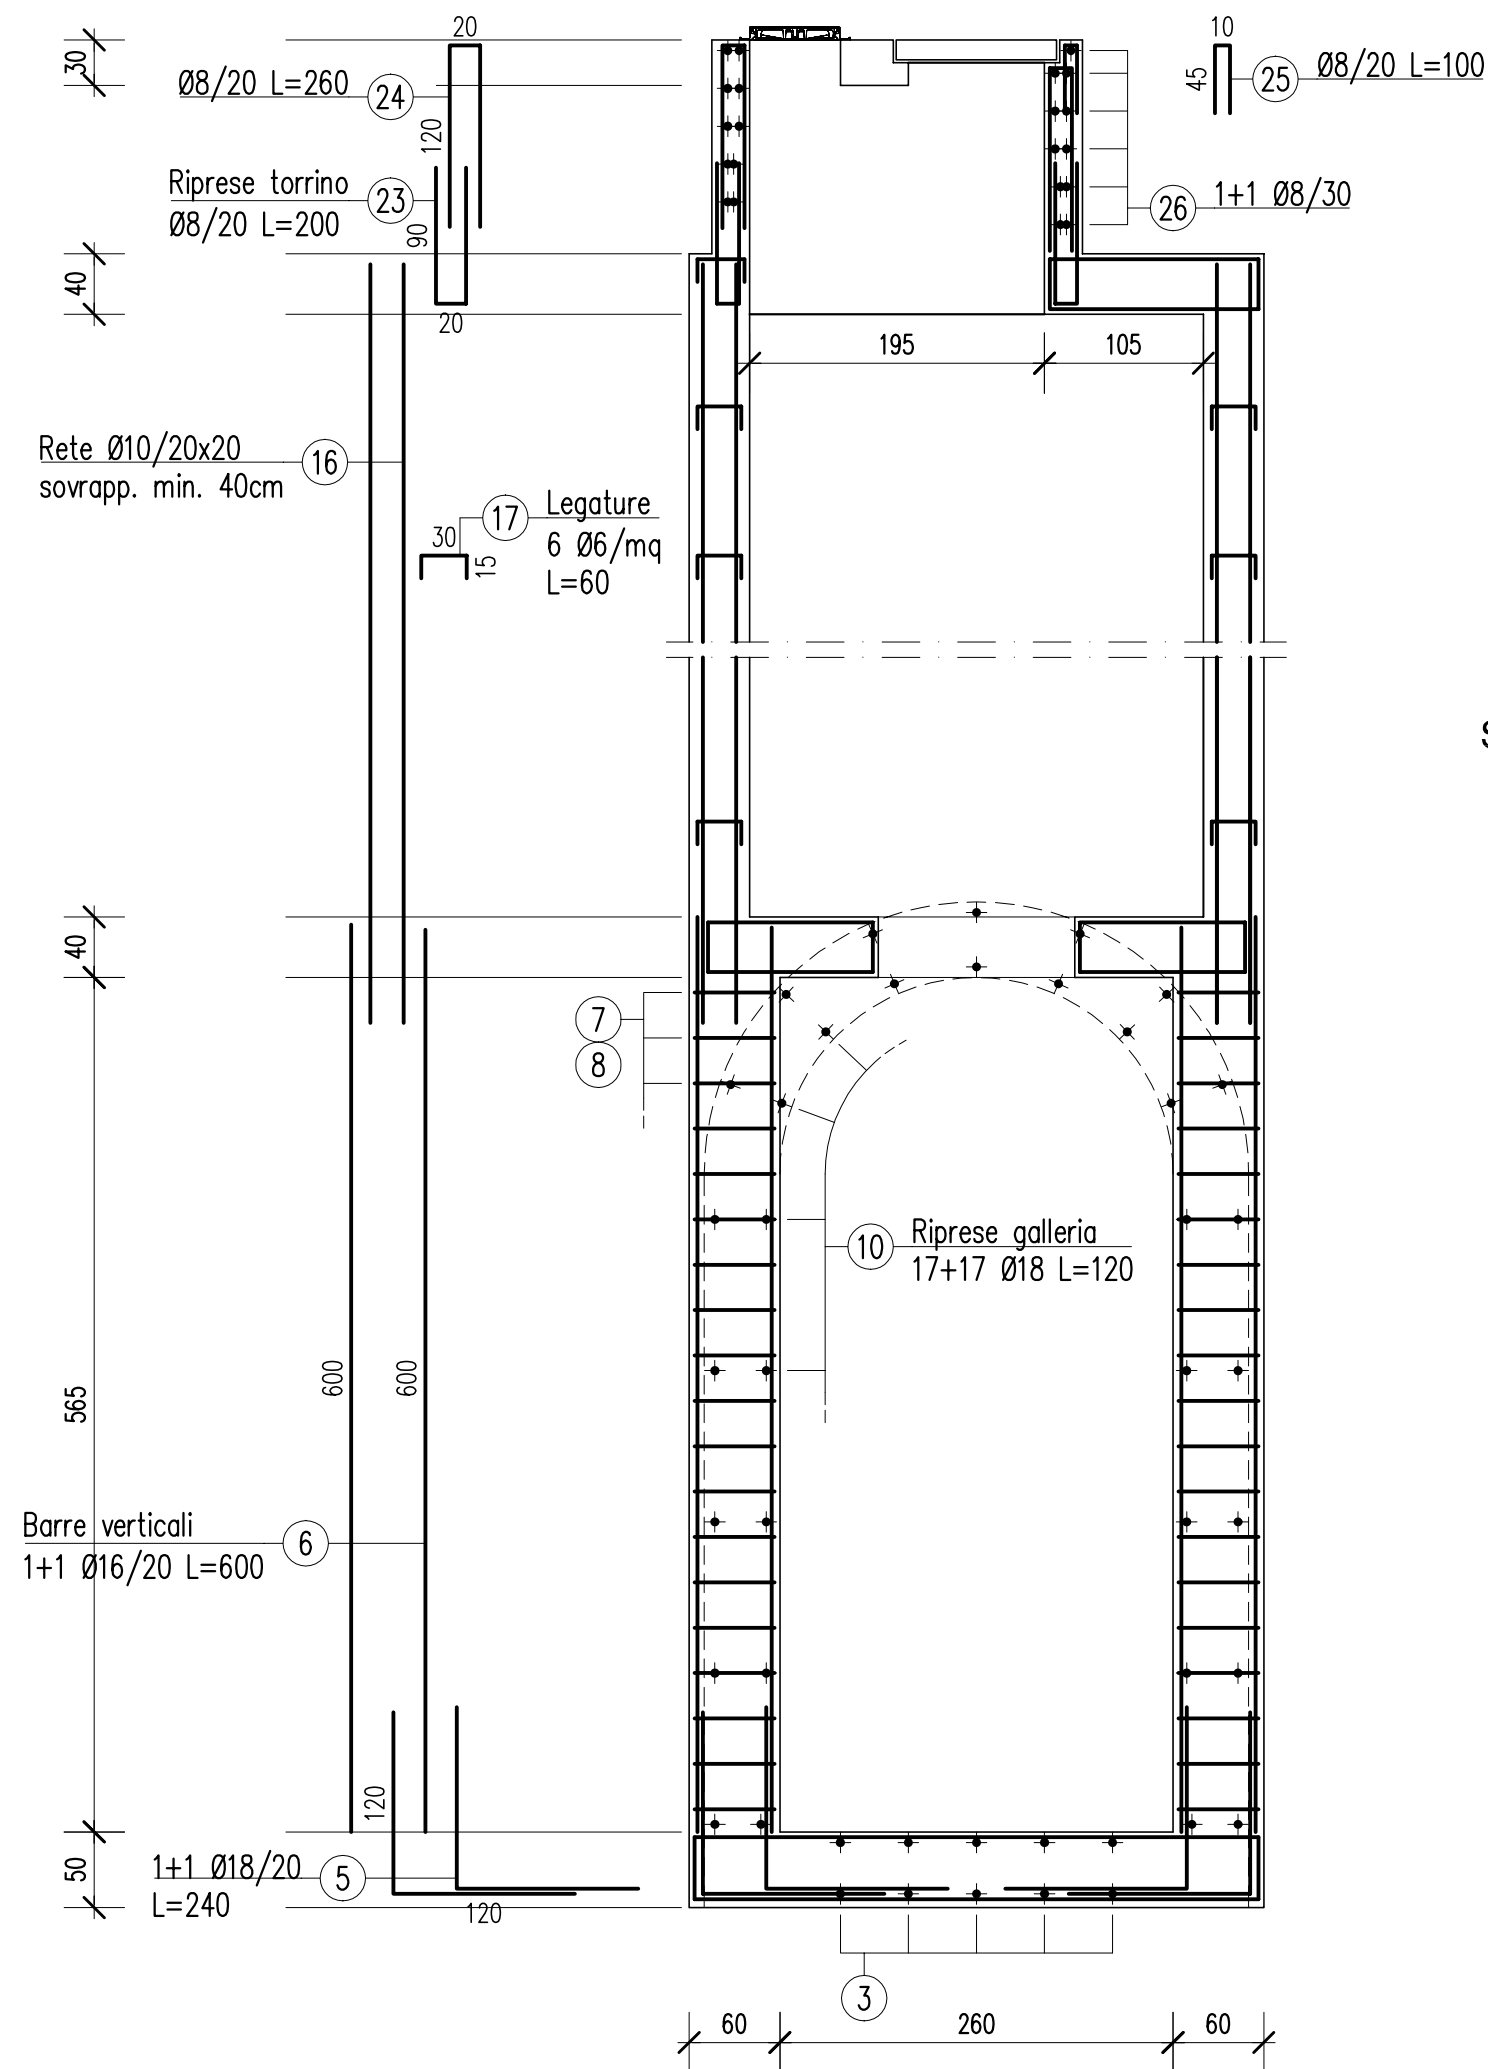 20
10
30
Ø8/20 L=260
24
120
45
25
Ø8/20 L=100
Riprese torrino
23
Ø8/20 L=200
90
26
1+1 Ø8/30
40
20
195
105
Rete Ø10/20x20
16
sovrapp. min. 40cm
17
Legature
30
15
6 Ø6/mq
L=60
S
40
7
8
10
Riprese galleria
17+17 Ø18 L=120
565
600
600
Barre verticali
6
1+1 Ø16/20 L=600
120
50
1+1 Ø18/20
5
L=240
120
3
60
260
60